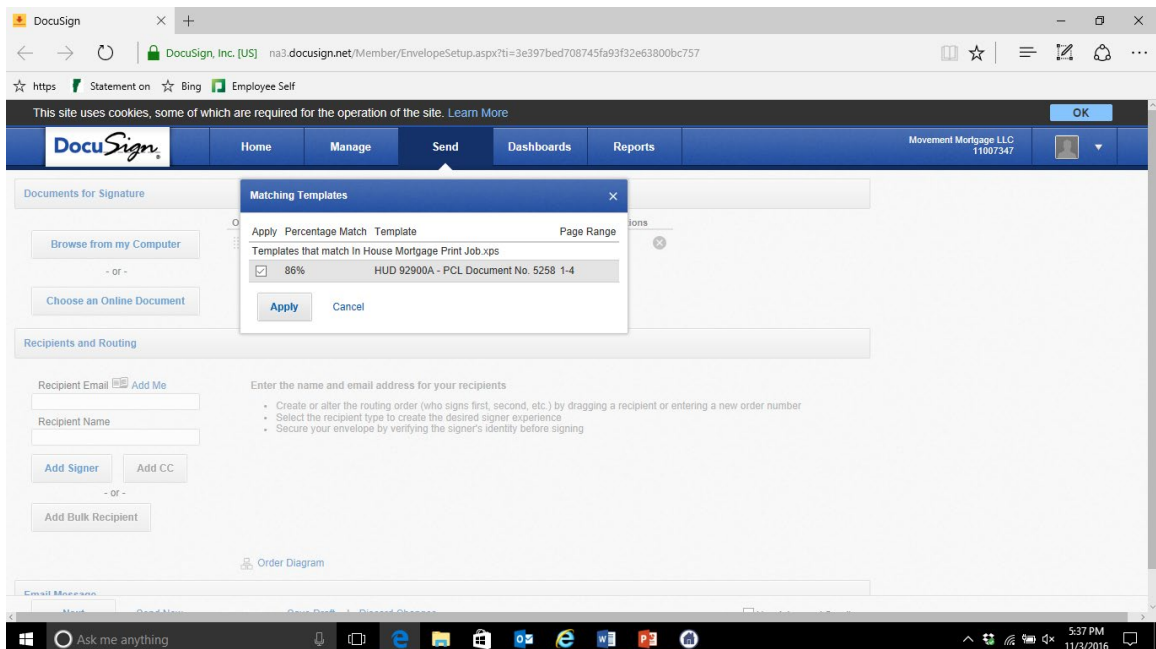 DocuSign
DocuSign, Inc. [US] na3.docusign.net/Member/EnvelopeSetup.aspx?ti=3e397bed708745fa93f32e63800bc757
https Statement on Bing Employee Self
This site uses cookies, some of which are required for the operation of the site. Learn More OK
DocuSign Home Manage Send Dashboards Reports Movement Mortgage LLC
11007347
Documents for Signature
Matching Templates
Apply Percentage Match Template Page Range
Browse from my Computer
Templates that match In House Mortgage Print Job.xps
- or -
86% HUD 92900A - PCL Document No. 5258 1-4
Choose an Online Document
Apply Cancel
Recipients and Routing
Recipient Email Add Me
Enter the name and email address for your recipients
Create or alter the routing order (who signs first, second, etc.) by dragging a recipient or entering a new order number
Recipient Name
Select the recipient type to create the desired signer experience
Secure your envelope by verifying the signer's identity before signing
Add Signer Add CC
- or -
Add Bulk Recipient
Order Diagram
Email Message
Next Send Now Save Draft | Discard Changes
Ask me anything
5:37 PM
11/3/2016